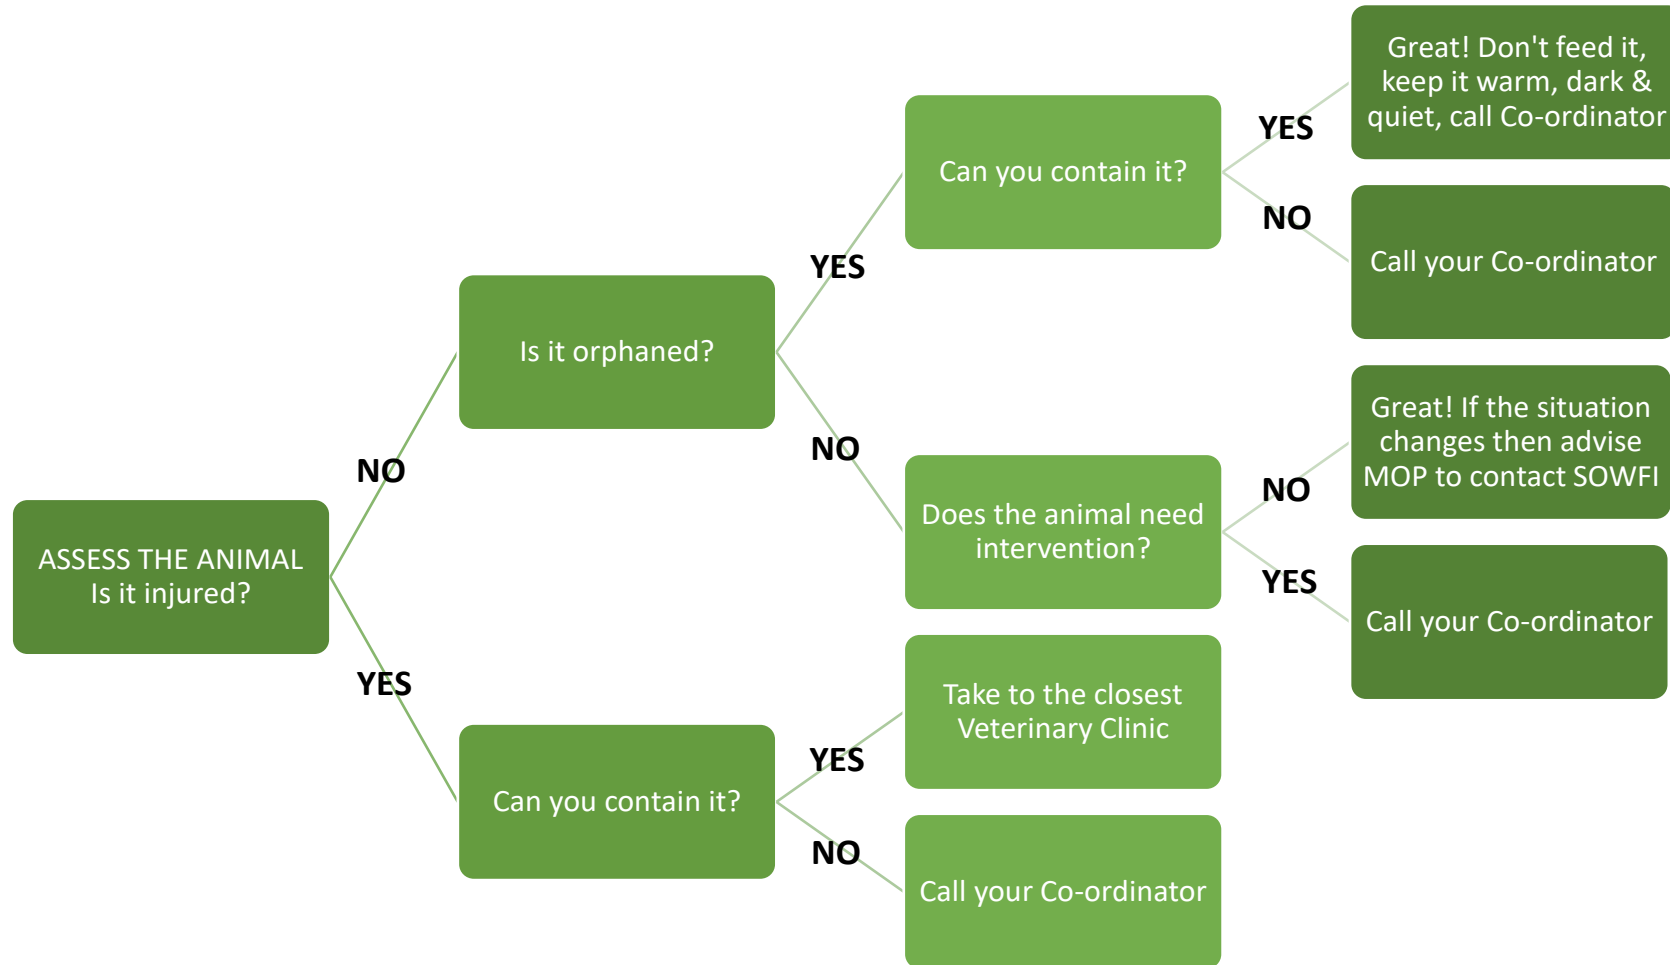 ASSESS THE ANIMAL
Is it injured?
NO
YES
Is it orphaned?
YES
NO
Can you contain it?
YES
NO
Great! Don't feed it,
keep it warm, dark &
quiet, call Co-ordinator
Call your Co-ordinator
Does the animal need
intervention?
NO
YES
Great! If the situation
changes then advise
MOP to contact SOWFI
Call your Co-ordinator
Can you contain it?
YES
NO
Take to the closest
Veterinary Clinic
Call your Co-ordinator